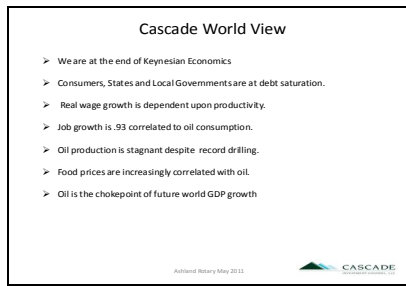 Cascade World View
➢ We are at the end of Keynesian Economics
➢ Consumers, States and Local Governments are at debt saturation.
➢ Real wage growth is dependent upon productivity.
➢ Job growth is .93 correlated to oil consumption.
➢ Oil production is stagnant despite record drilling.
➢ Food prices are increasingly correlated with oil.
➢ Oil is the chokepoint of future world GDP growth
Ashland Rotary May 2011
CASCADE